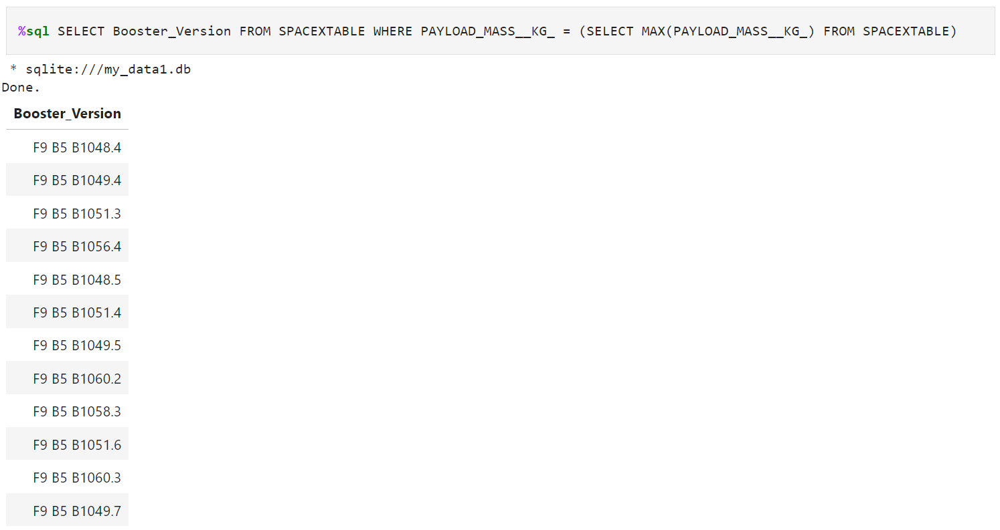 %sql SELECT Booster_Version FROM SPACEXTABLE WHERE PAYLOAD_MASS__KG_ = (SELECT MAX(PAYLOAD_MASS__KG_) FROM SPACEXTABLE)
* sqlite:///my_data1.db
Done.
Booster_Version
F9 B5 B1048.4
F9 B5 B1049.4
F9 B5 B1051.3
F9 B5 B1056.4
F9 B5 B1048.5
F9 B5 B1051.4
F9 B5 B1049.5
F9 B5 B1060.2
F9 B5 B1058.3
F9 B5 B1051.6
F9 B5 B1060.3
F9 B5 B1049.7